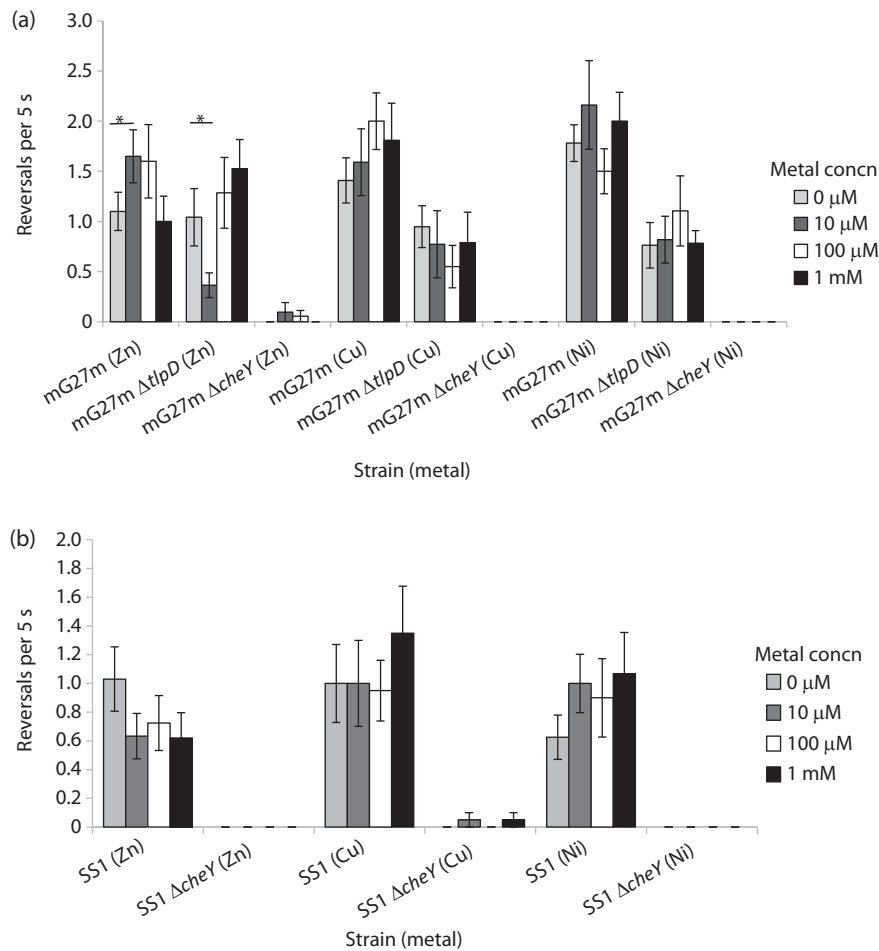 (a)
3.0
2.5
2.0
1.5
1.0
0.5
0
Reversals per 5 s
*
*
mG27m (Zn)
mG27m ΔtlpD (Zn)
mG27m ΔcheY (Zn)
mG27m (Cu)
mG27m ΔtlpD (Cu)
mG27m ΔcheY (Cu)
mG27m (Ni)
mG27m ΔtlpD (Ni)
mG27m ΔcheY (Ni)
Strain (metal)
Metal concn
0 μM
10 μM
100 μM
1 mM
(b)
2.0
1.8
1.6
1.4
1.2
1.0
0.8
0.6
0.4
0.2
0
Reversals per 5 s
SS1 (Zn)
SS1 ΔcheY (Zn)
SS1 (Cu)
SS1 ΔcheY (Cu)
SS1 (Ni)
SS1 ΔcheY (Ni)
Strain (metal)
Metal concn
0 μM
10 μM
100 μM
1 mM